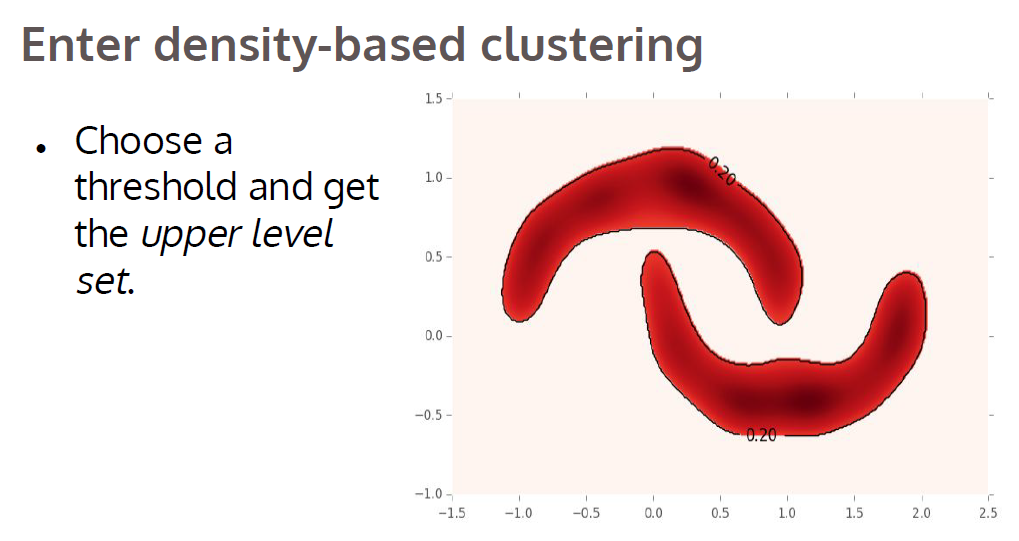 Enter density-based clustering
• Choose a
threshold and get
the upper level
set.
1.5
1.0
0.5
0.0
−0.5
−1.0
−1.5 −1.0 −0.5 0.0 0.5 1.0 1.5 2.0 2.5
0.20
0.20